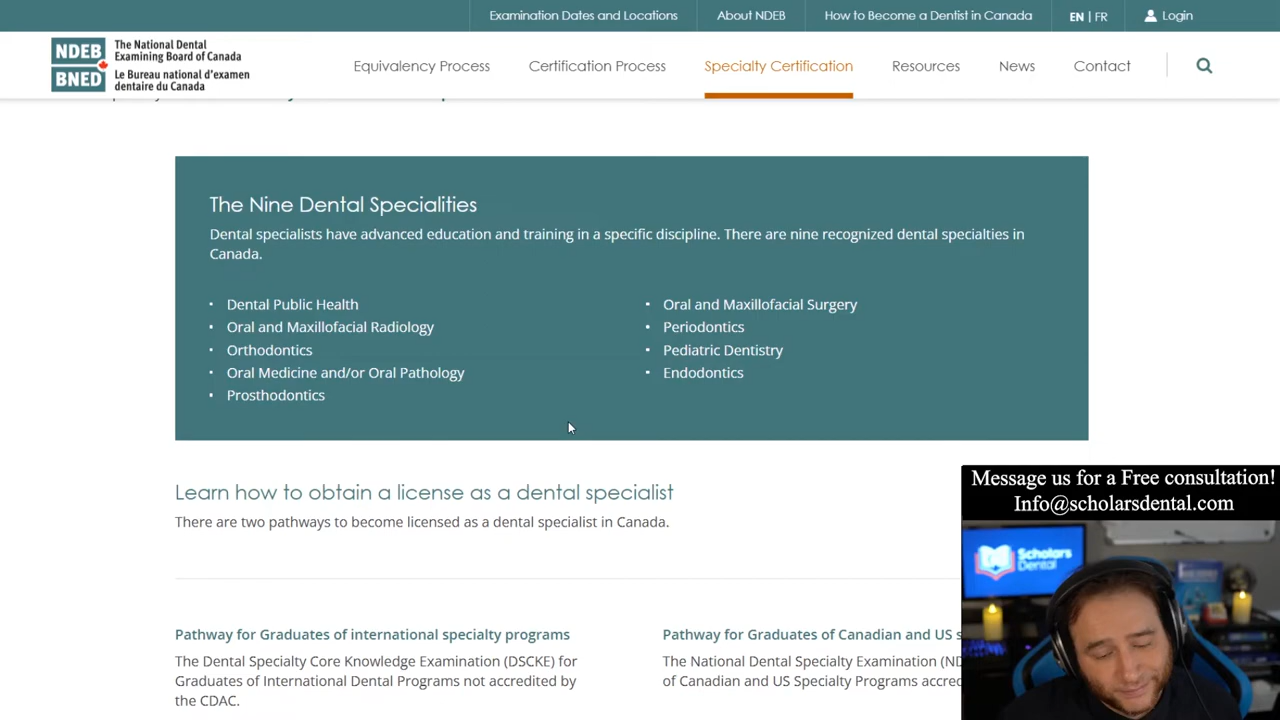 Examination Dates and Locations
About NDEB
How to Become a Dentist in Canada
EN | FR
Login
NDEB
BNED
The National Dental
Examining Board of Canada
Le Bureau national d'examen
dentaire du Canada
Equivalency Process
Certification Process
Specialty Certification
Resources
News
Contact
The Nine Dental Specialities
Dental specialists have advanced education and training in a specific discipline. There are nine recognized dental specialties in
Canada.
• Dental Public Health
• Oral and Maxillofacial Radiology
• Orthodontics
• Oral Medicine and/or Oral Pathology
• Prosthodontics
• Oral and Maxillofacial Surgery
• Periodontics
• Pediatric Dentistry
• Endodontics
Learn how to obtain a license as a dental specialist
There are two pathways to become licensed as a dental specialist in Canada.
Pathway for Graduates of international specialty programs
The Dental Specialty Core Knowledge Examination (DSCKE) for
Graduates of International Dental Programs not accredited by
the CDAC.
Pathway for Graduates of Canadian and US s
The National Dental Specialty Examination (ND
of Canadian and US Specialty Programs accre
Message us for a Free consultation!
Info@scholarsdental.com
Scholars
Dental